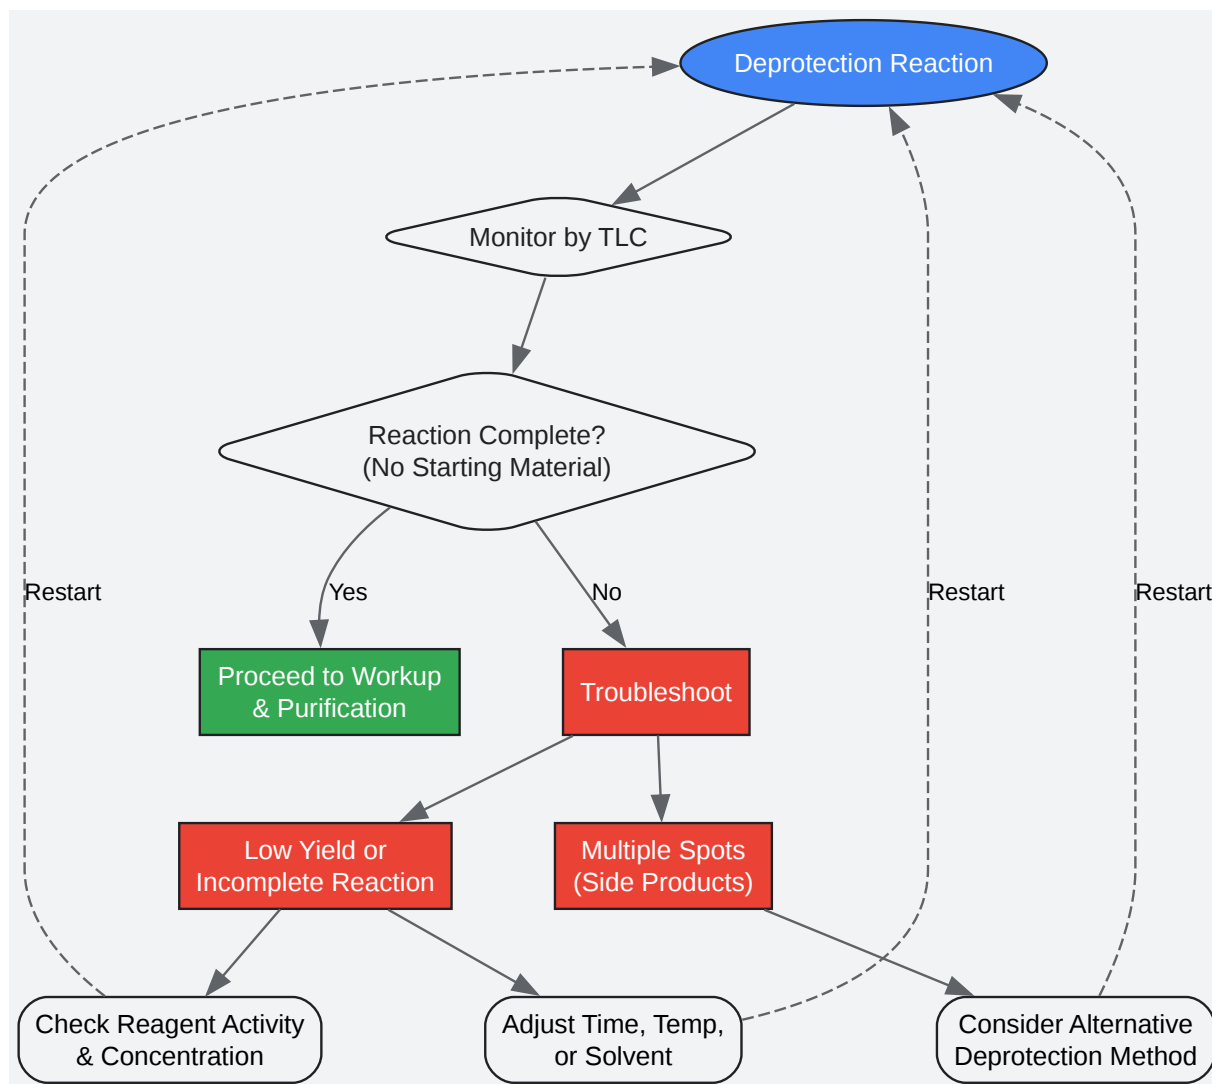 Deprotection Reaction
Monitor by TLC
Reaction Complete?
(No Starting Material)
Restart
Yes
No
Restart
Restart
Proceed to Workup
& Purification
Troubleshoot
Low Yield or
Incomplete Reaction
Multiple Spots
(Side Products)
Check Reagent Activity
& Concentration
Adjust Time, Temp,
or Solvent
Consider Alternative
Deprotection Method